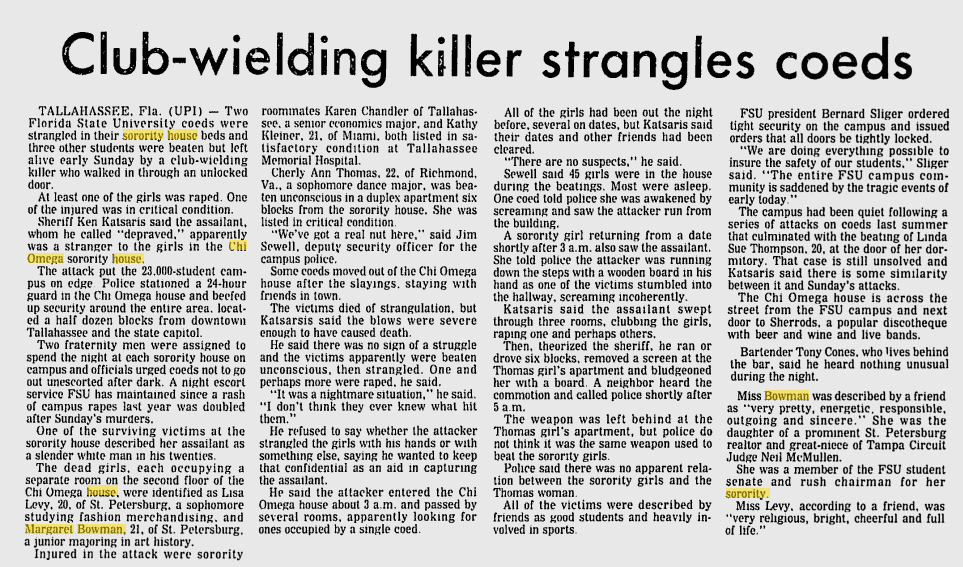 Club-wielding killer strangles coeds
TALLAHASSEE, Fla. (UPI) — Two
Florida State University coeds were
strangled in their sorority house beds and
three other students were beaten but left
alive early Sunday by a club-wielding
killer who walked in through an unlocked
door.
At least one of the girls was raped. One
of the injured was in critical condition.
Sheriff Ken Katsaris said the assailant,
whom he called "depraved," apparently
was a stranger to the girls in the Chi
Omega sorority house.
The attack put the 23,000-student cam-
pus on edge. Police stationed a 24-hour
guard in the Chi Omega house and beefed
up security around the entire area, locat-
ed a half dozen blocks from downtown
Tallahassee and the state capitol.
Two fraternity men were assigned to
spend the night at each sorority house on
campus and officials urged coeds not to go
out unescorted after dark. A night escort
service FSU has maintained since a rash
of campus rapes last year was doubled
after Sunday's murders.
One of the surviving victims at the
sorority house described her assailant as
a slender white man in his twenties.
The dead girls, each occupying a
separate room on the second floor of the
Chi Omega house, were identified as Lisa
Levy, 20, of St. Petersburg, a sophomore
studying fashion merchandising, and
Margaret Bowman, 21, of St. Petersburg,
a junior majoring in art history.
Injured in the attack were sorority
roommates Karen Chandler of Tallahas-
see, a senior economics major, and Kathy
Kleiner, 21, of Miami, both listed in sa-
tisfactory condition at Tallahassee
Memorial Hospital.
Cherly Ann Thomas, 22, of Richmond,
Va., a sophomore dance major, was bea-
ten unconscious in a duplex apartment six
blocks from the sorority house. She was
listed in critical condition.
"We've got a real nut here," said Jim
Sewell, deputy security officer for the
campus police.
Some coeds moved out of the Chi Omega
house after the slayings, staying with
friends in town.
The victims died of strangulation, but
Katsarsis said the blows were severe
enough to have caused death.
He said there was no sign of a struggle
and the victims apparently were beaten
unconscious, then strangled. One and
perhaps more were raped, he said.
"It was a nightmare situation," he said.
"I don't think they ever knew what hit
them."
He refused to say whether the attacker
strangled the girls with his hands or with
something else, saying he wanted to keep
that confidential as an aid in capturing
the assailant.
He said the attacker entered the Chi
Omega house about 3 a.m. and passed by
several rooms, apparently looking for
ones occupied by a single coed.
All of the girls had been out the night
before, several on dates, but Katsaris said
their dates and other friends had been
cleared.
"There are no suspects," he said.
Sewell said 45 girls were in the house
during the beatings. Most were asleep.
One coed told police she was awakened by
screaming and saw the attacker run from
the building.
A sorority girl returning from a date
shortly after 3 a.m. also saw the assailant.
She told police the attacker was running
down the steps with a wooden board in his
hand as one of the victims stumbled into
the hallway, screaming incoherently.
Katsaris said the assailant swept
through three rooms, clubbing the girls,
raping one and perhaps others.
Then, theorized the sheriff, he ran or
drove six blocks, removed a screen at the
Thomas girl's apartment and bludgeoned
her with a board. A neighbor heard the
commotion and called police shortly after
5 a.m.
The weapon was left behind at the
Thomas girl's apartment, but police do
not think it was the same weapon used to
beat the sorority girls.
Police said there was no apparent rela-
tion between the sorority girls and the
Thomas woman.
All of the victims were described by
friends as good students and heavily in-
volved in sports.
FSU president Bernard Sliger ordered
tight security on the campus and issued
orders that all doors be tightly locked.
"We are doing everything possible to
insure the safety of our students," Sliger
said. "The entire FSU campus com-
munity is saddened by the tragic events of
early today."
The campus had been quiet following a
series of attacks on coeds last summer
that culminated with the beating of Linda
Sue Thompson, 20, at the door of her dor-
mitory. That case is still unsolved and
Katsaris said there is some similarity
between it and Sunday's attacks.
The Chi Omega house is across the
street from the FSU campus and next
door to Sherrods, a popular discotheque
with beer and wine and live bands.
Bartender Tony Cones, who lives behind
the bar, said he heard nothing unusual
during the night.
Miss Bowman was described by a friend
as "very pretty, energetic, responsible,
outgoing and sincere." She was the
daughter of a prominent St. Petersburg
realtor and great-niece of Tampa Circuit
Judge Neil McMullen.
She was a member of the FSU student
senate and rush chairman for her
sorority.
Miss Levy, according to a friend, was
"very religious, bright, cheerful and full
of life."